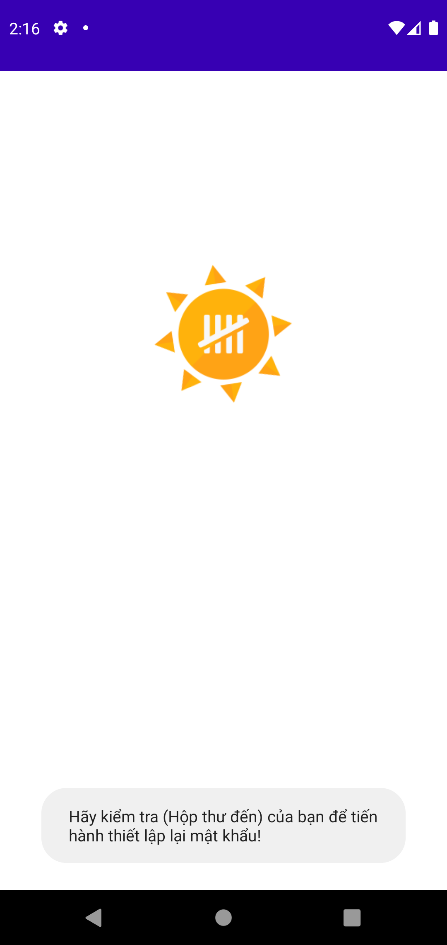 2:16
Hãy kiểm tra (Hộp thư đến) của bạn để tiến
hành thiết lập lại mật khẩu!